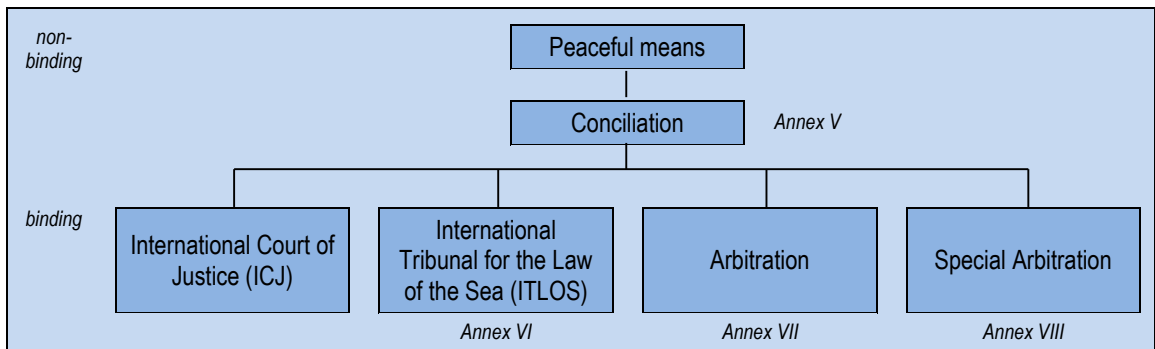 non-
binding
Peaceful means
Conciliation
Annex V
binding
International Court of
Justice (ICJ)
International
Tribunal for the Law
of the Sea (ITLOS)
Arbitration
Special Arbitration
Annex VI
Annex VII
Annex VIII